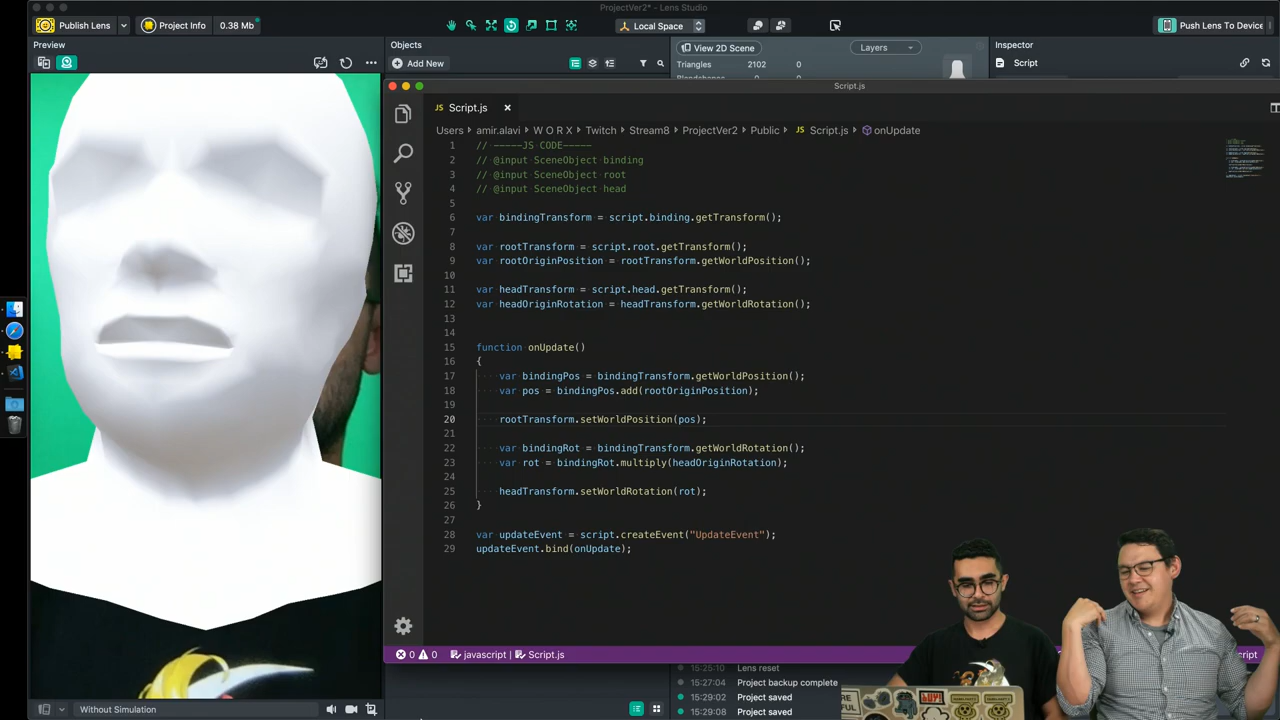 ProjectVer2*
Publish Lens
Project Info
0.38 Mb
Local Space
Push Lens To Device
Preview
Objects
View 2D Scene
Layers
Inspector
Add New
Triangles 2102 0
Script
Script.js
JS Script.js
Users amir.alavi W O R X Twitch Stream8 ProjectVer2 Public JS Script.js onUpdate
1 // -----JS CODE-----
2 // @input SceneObject binding
3 // @input SceneObject root
4 // @input SceneObject head
5
6 var bindingTransform = script.binding.getTransform();
7
8 var rootTransform = script.root.getTransform();
9 var rootOriginPosition = rootTransform.getWorldPosition();
10
11 var headTransform = script.head.getTransform();
12 var headOriginRotation = headTransform.getWorldRotation();
13
14
15 function onUpdate()
16 {
17 var bindingPos = bindingTransform.getWorldPosition();
18 var pos = bindingPos.add(rootOriginPosition);
19
20 rootTransform.setWorldPosition(pos);
21
22 var bindingRot = bindingTransform.getWorldRotation();
23 var rot = bindingRot.multiply(headOriginRotation);
24
25 headTransform.setWorldRotation(rot);
26 }
27
28 var updateEvent = script.createEvent("UpdateEvent");
29 updateEvent.bind(onUpdate);
0 0 javascript | Script.js
15:25:10 Lens reset
15:27:04 Project backup complete
15:29:02 Project saved
15:29:08 Project saved
Without Simulation